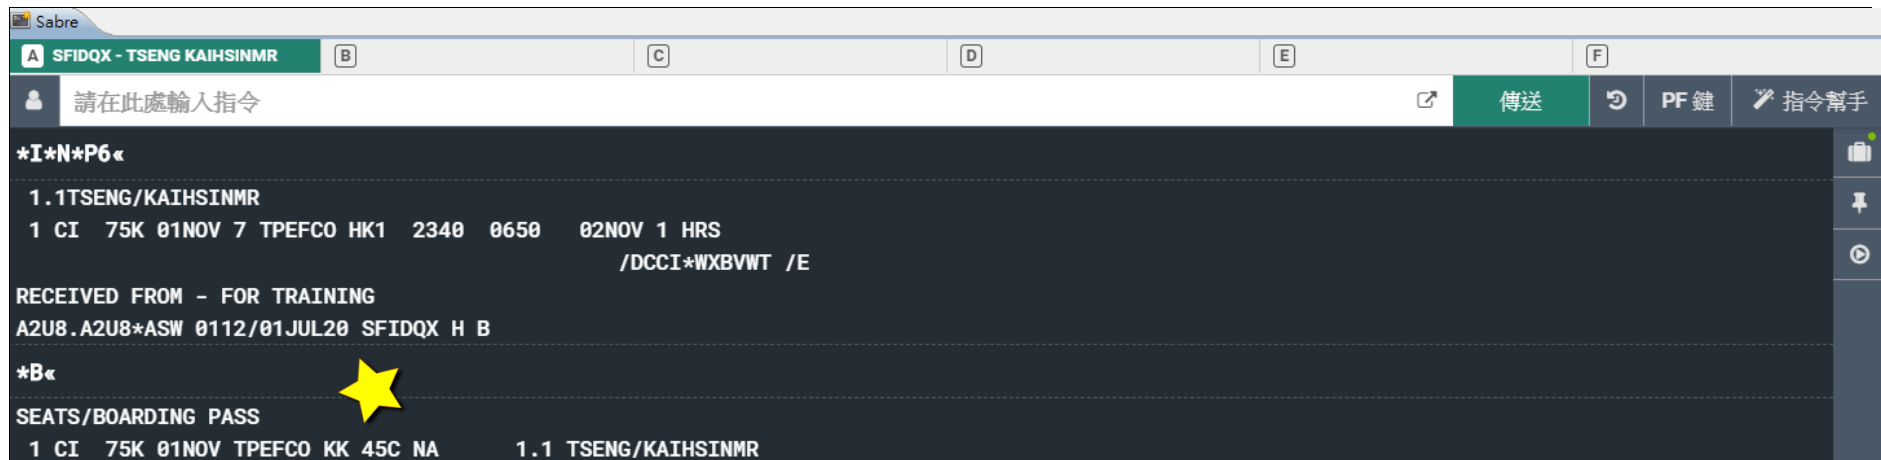 Sabre
A SFIDQX - TSENG KAIHSINMR B C D E F
請在此處輸入指令 傳送 PF 鍵 指令幫手
*I*N*P6«
1.1TSENG/KAIHSINMR
1 CI 75K 01NOV 7 TPEFCO HK1 2340 0650 02NOV 1 HRS
/DCCI*WXBVWT /E
RECEIVED FROM - FOR TRAINING
A2U8.A2U8*ASW 0112/01JUL20 SFIDQX H B
*B«
SEATS/BOARDING PASS
1 CI 75K 01NOV TPEFCO KK 45C NA 1.1 TSENG/KAIHSINMR